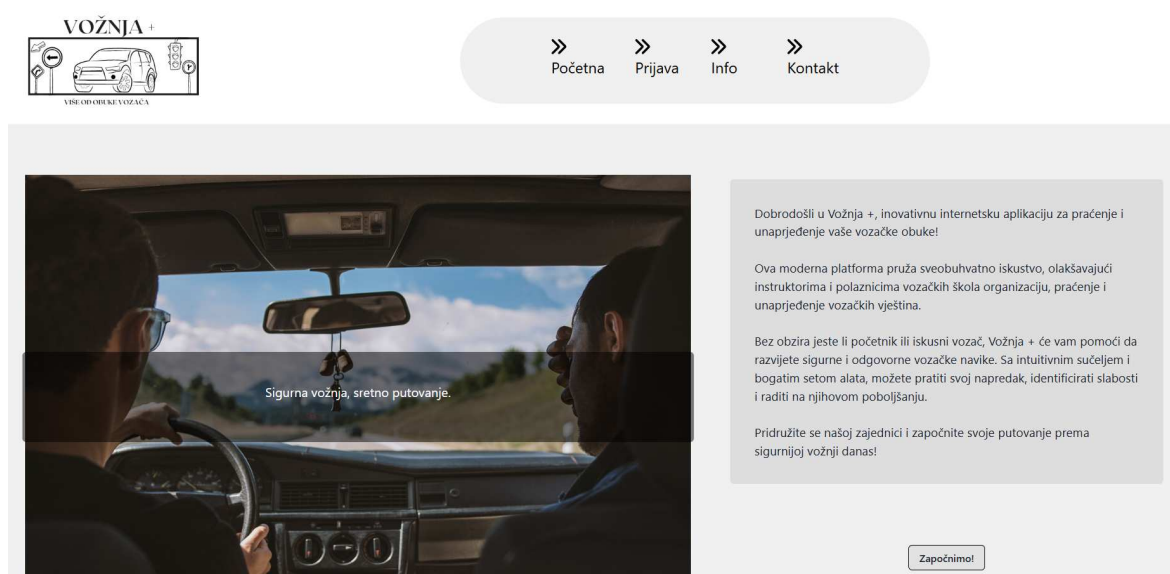 VOŽNJA +
VIŠE OD OBUKE VOZAČA
Početna
Prijava
Info
Kontakt
Sigurna vožnja, sretno putovanje.
Dobrodošli u Vožnja +, inovativnu internetsku aplikaciju za praćenje i
unaprjeđenje vaše vozačke obuke!
Ova moderna platforma pruža sveobuhvatno iskustvo, olakšavajući
instruktorima i polaznicima vozačkih škola organizaciju, praćenje i
unaprjeđenje vozačkih vještina.
Bez obzira jeste li početnik ili iskusni vozač, Vožnja + će vam pomoći da
razvijete sigurne i odgovorne vozačke navike. Sa intuitivnim sučeljem i
bogatim setom alata, možete pratiti svoj napredak, identificirati slabosti
i raditi na njihovom poboljšanju.
Pridružite se našoj zajednici i započnite svoje putovanje prema
sigurnijoj vožnji danas!
Započnimo!